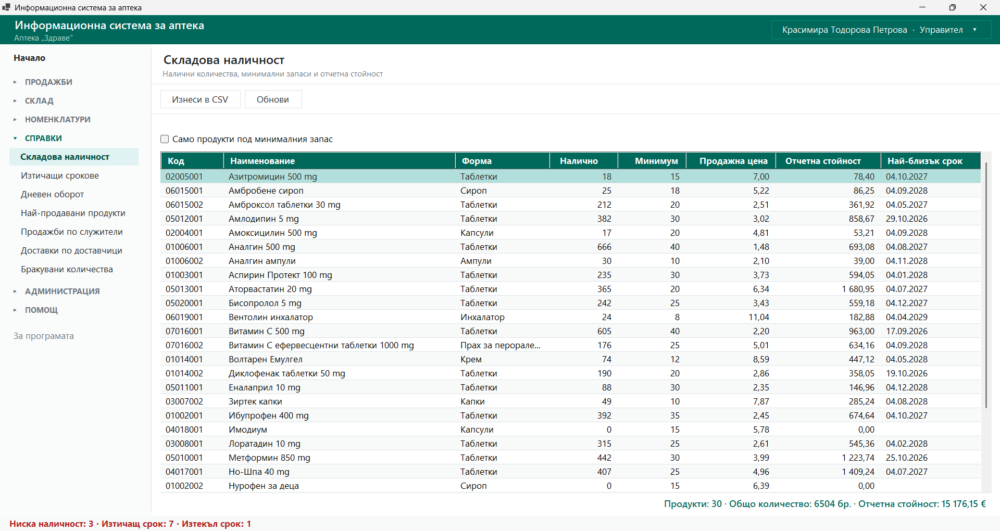 Информационна система за аптека
Информационна система за аптека
Аптека „Здраве“
Красимира Тодорова Петрова · Управител
Начало
ПРОДАЖБИ
СКЛАД
НОМЕНКЛАТУРИ
СПРАВКИ
Складова наличност
Изтичащи срокове
Дневен оборот
Най-продавани продукти
Продажби по служители
Доставки по доставчици
Бракувани количества
АДМИНИСТРАЦИЯ
ПОМОЩ
За програмата
Складова наличност
Налични количества, минимални запаси и отчетна стойност
Изнеси в CSV Обнови
Само продукти под минималния запас
Код Наименование Форма Налично Минимум Продажна цена Отчетна стойност Най-близък срок
02005001 Азитромицин 500 mg Таблетки 18 15 7,00 78,40 04.10.2027
06015001 Амбробене сироп Сироп 25 18 5,22 86,25 04.09.2028
06015002 Амброксол таблетки 30 mg Таблетки 212 20 2,51 361,92 04.05.2027
05012001 Амлодипин 5 mg Таблетки 382 30 3,02 858,67 29.10.2026
02004001 Амоксицилин 500 mg Капсули 17 20 4,81 53,21 04.09.2028
01006001 Аналгин 500 mg Таблетки 666 40 1,48 693,08 04.08.2027
01006002 Аналгин ампули Ампули 30 10 2,10 39,00 04.11.2028
01003001 Аспирин Протект 100 mg Таблетки 235 30 3,73 594,05 04.01.2028
05013001 Аторвастатин 20 mg Таблетки 365 20 6,34 1 680,95 04.07.2027
05020001 Бисопролол 5 mg Таблетки 242 25 3,43 559,18 04.12.2027
06019001 Вентолин инхалатор Инхалатор 24 8 11,04 182,88 04.04.2029
07016001 Витамин C 500 mg Таблетки 605 40 2,20 963,00 17.09.2026
07016002 Витамин C ефервесцентни таблетки 1000 mg Прах за перорале... 176 25 5,01 634,16 04.09.2028
01014001 Волтарен Емулгел Крем 74 12 8,59 447,12 04.05.2028
01014002 Диклофенак таблетки 50 mg Таблетки 190 20 2,86 358,05 19.10.2026
05011001 Еналаприл 10 mg Таблетки 88 30 2,35 146,96 04.12.2028
03007002 Зиртек капки Капки 49 10 7,87 285,24 04.08.2028
01002001 Ибупрофен 400 mg Таблетки 392 35 2,45 674,64 04.10.2027
04018001 Имодиум Капсули 0 15 5,78 0,00
03008001 Лоратадин 10 mg Таблетки 315 25 2,61 545,36 04.02.2028
05010001 Метформин 850 mg Таблетки 442 30 3,99 1 223,74 25.10.2026
04017001 Но-Шпа 40 mg Таблетки 407 25 4,96 1 409,24 04.07.2027
01002002 Нурофен за деца Сироп 0 15 6,39 0,00
Продукти: 30 · Общо количество: 6504 бр. · Отчетна стойност: 15 176,15 €
Ниска наличност: 3 · Изтичащ срок: 7 · Изтекъл срок: 1